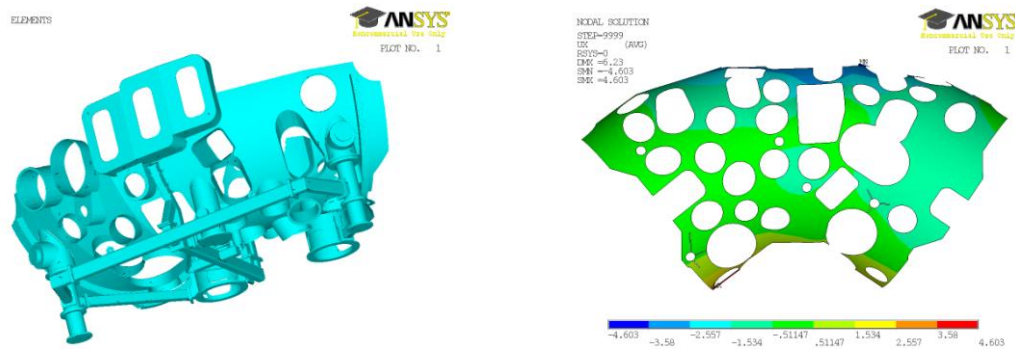 ELEMENTS
ANSYS
Noncommercial Use Only
PLOT NO. 1
NODAL SOLUTION
STEP=9999
UX (AVG)
RSYS=0
DMX =6.23
SMN =-4.603
SMX =4.603
ANSYS
Noncommercial Use Only
PLOT NO. 1
MN
-4.603 -2.557 -.51147 1.534 3.58
-3.58 -1.534 .51147 2.557 4.603